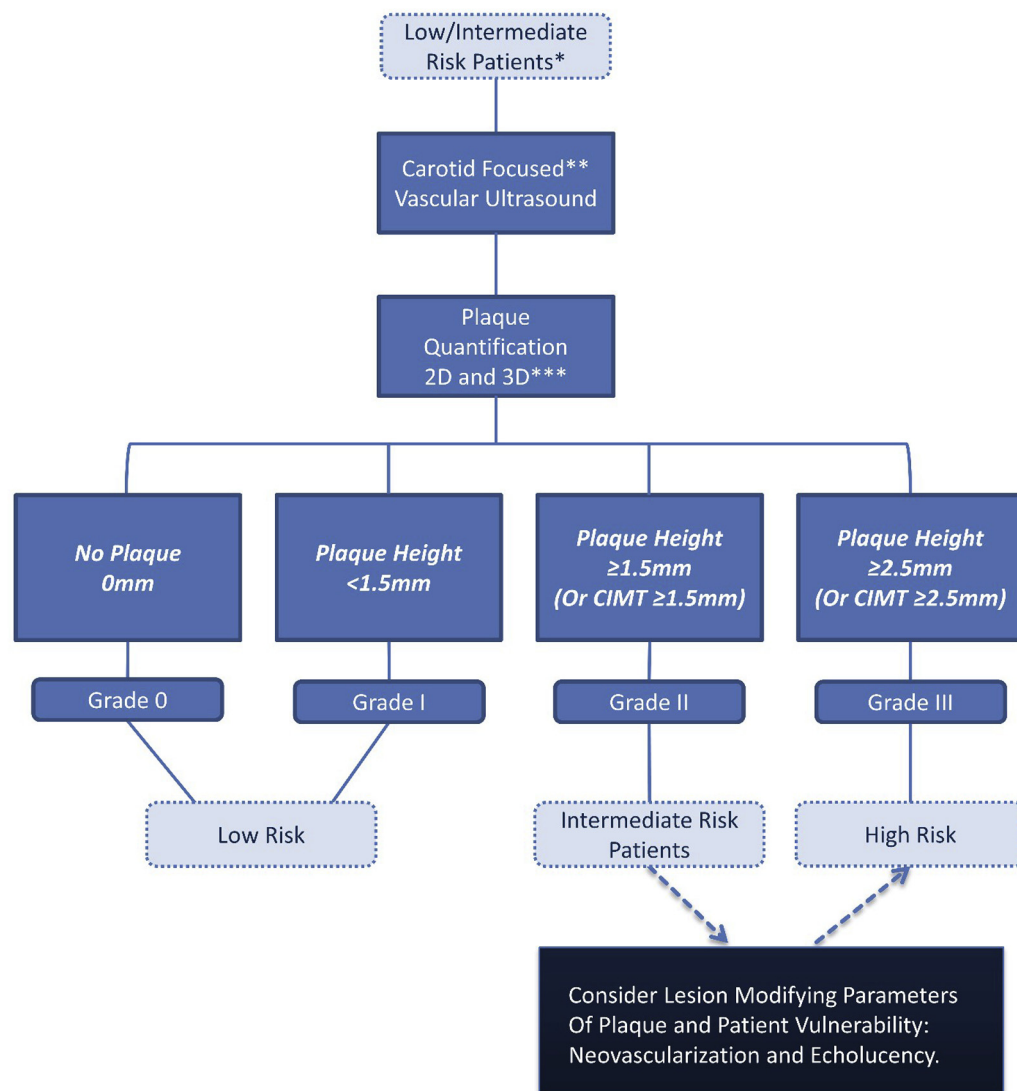 Low/Intermediate
Risk Patients*
Carotid Focused**
Vascular Ultrasound
Plaque
Quantification
2D and 3D***
No Plaque
0mm
Plaque Height
<1.5mm
Plaque Height
≥1.5mm
(Or CIMT ≥1.5mm)
Plaque Height
≥2.5mm
(Or CIMT ≥2.5mm)
Grade 0
Grade I
Grade II
Grade III
Low Risk
Intermediate Risk
Patients
High Risk
Consider Lesion Modifying Parameters
Of Plaque and Patient Vulnerability:
Neovascularization and Echolucency.